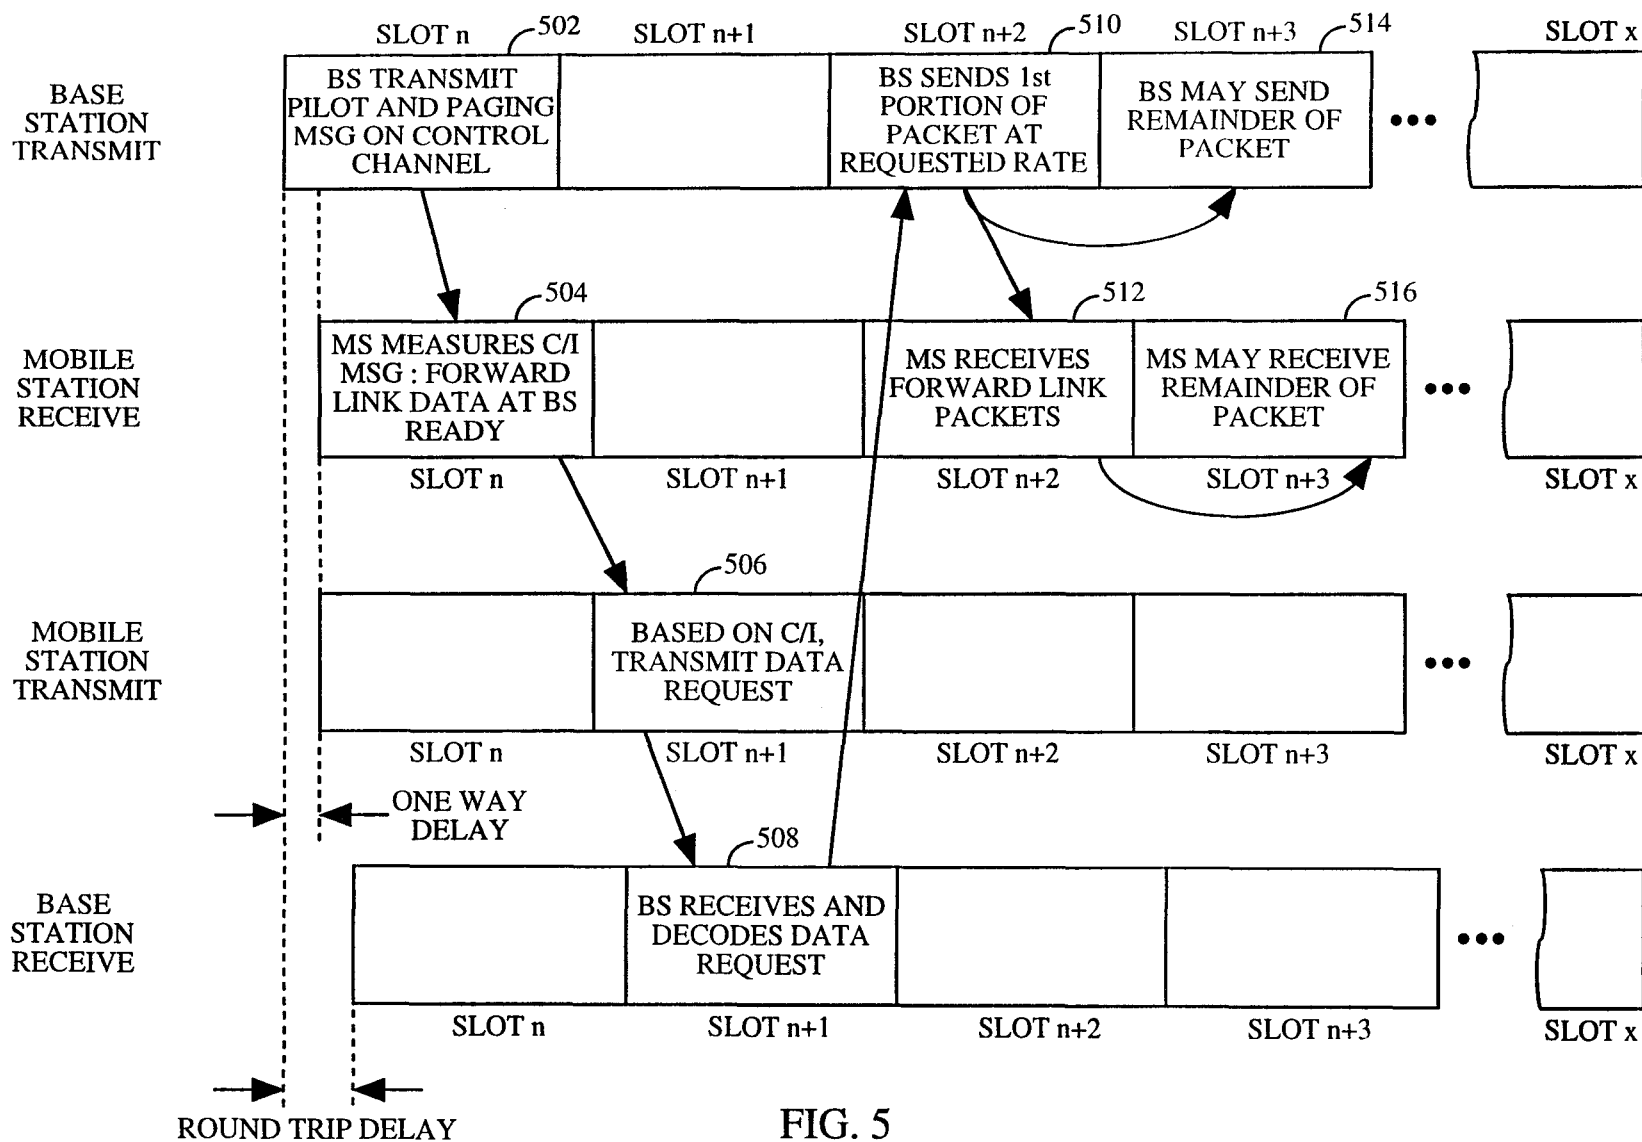 SLOT n
502
SLOT n+1
SLOT n+2
510
SLOT n+3
514
SLOT x
BASE
STATION
TRANSMIT
BS TRANSMIT
PILOT AND PAGING
MSG ON CONTROL
CHANNEL
BS SENDS 1st
PORTION OF
PACKET AT
REQUESTED RATE
BS MAY SEND
REMAINDER OF
PACKET
504
512
516
MOBILE
STATION
RECEIVE
MS MEASURES C/I
MSG : FORWARD
LINK DATA AT BS
READY
MS RECEIVES
FORWARD LINK
PACKETS
MS MAY RECEIVE
REMAINDER OF
PACKET
SLOT n
SLOT n+1
SLOT n+2
SLOT n+3
SLOT x
506
MOBILE
STATION
TRANSMIT
BASED ON C/I,
TRANSMIT DATA
REQUEST
SLOT n
SLOT n+1
SLOT n+2
SLOT n+3
SLOT x
ONE WAY
DELAY
508
BASE
STATION
RECEIVE
BS RECEIVES AND
DECODES DATA
REQUEST
SLOT n
SLOT n+1
SLOT n+2
SLOT n+3
SLOT x
ROUND TRIP DELAY
FIG. 5